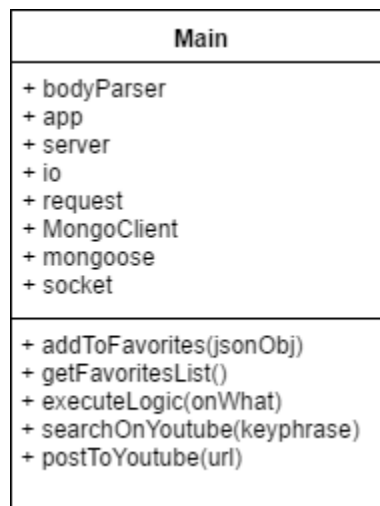 Main
+ bodyParser
+ app
+ server
+ io
+ request
+ MongoClient
+ mongoose
+ socket
+ addToFavorites(jsonObj)
+ getFavoritesList()
+ executeLogic(onWhat)
+ searchOnYoutube(keyphrase)
+ postToYoutube(url)